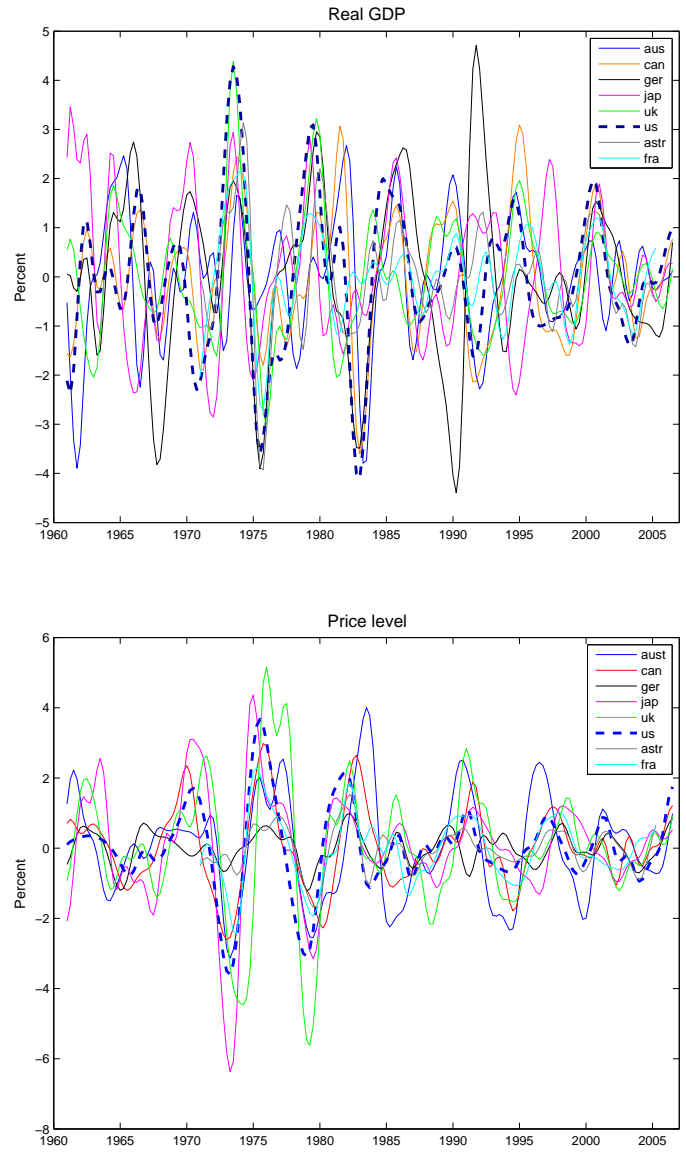 Real GDP
5
4
3
2
1
0
−1
−2
−3
−4
−5
Percent
aus
can
ger
jap
uk
us
astr
fra
1960 1965 1970 1975 1980 1985 1990 1995 2000 2005
Price level
6
4
2
0
−2
−4
−6
−8
Percent
aust
can
ger
jap
uk
us
astr
fra
1960 1965 1970 1975 1980 1985 1990 1995 2000 2005